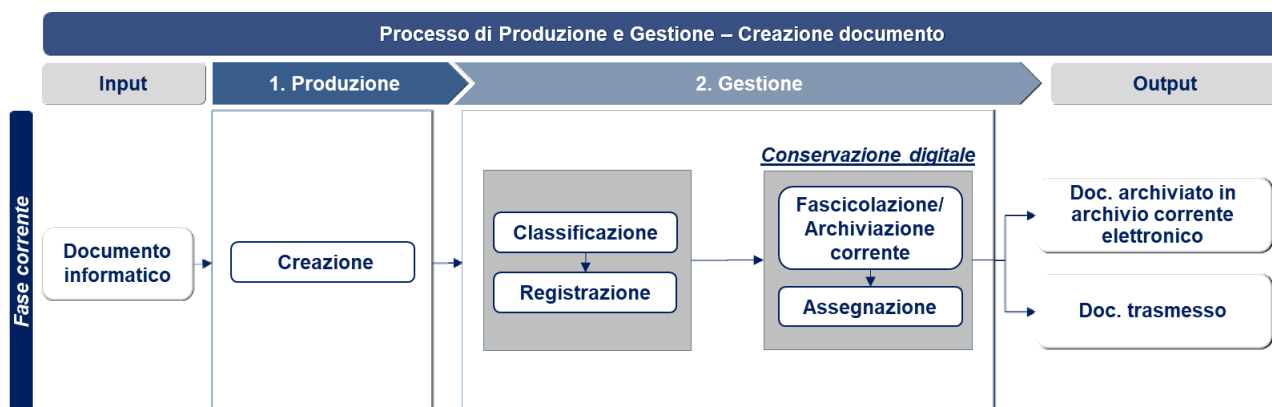 Processo di Produzione e Gestione – Creazione documento
Input
1. Produzione
2. Gestione
Output
Fase corrente
Documento
informatico
Creazione
Classificazione
Registrazione
Conservazione digitale
Fascicolazione/
Archiviazione
corrente
Assegnazione
Doc. archiviato in
archivio corrente
elettronico
Doc. trasmesso